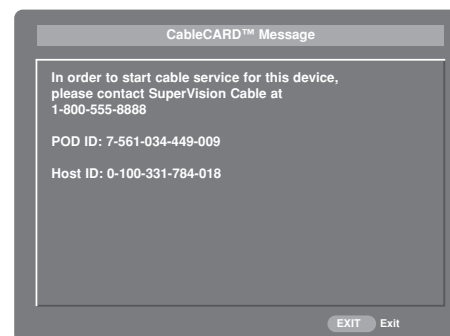 CableCARD™ Message
In order to start cable service for this device,
please contact SuperVision Cable at
1-800-555-8888
POD ID: 7-561-034-449-009
Host ID: 0-100-331-784-018
EXIT Exit